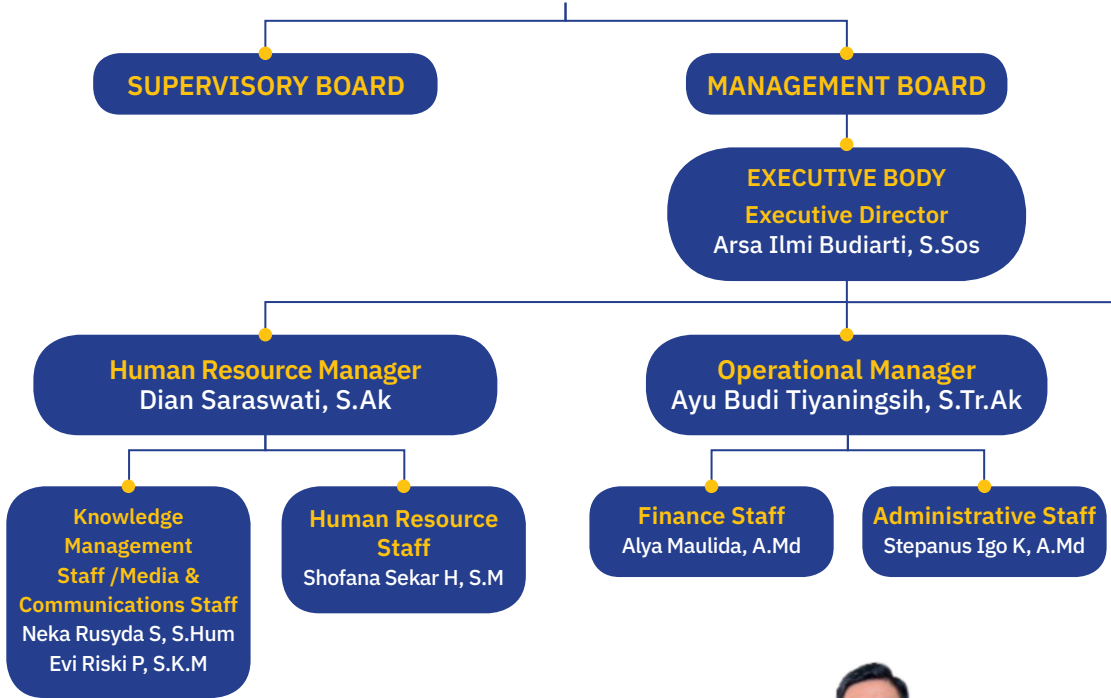 SUPERVISORY BOARD
MANAGEMENT BOARD
EXECUTIVE BODY
Executive Director
Arsa Ilmi Budiarti, S.Sos
Human Resource Manager
Dian Saraswati, S.Ak
Operational Manager
Ayu Budi Tiyaningsih, S.Tr.Ak
Knowledge
Management
Staff /Media &
Communications Staff
Neka Rusyda S, S.Hum
Evi Riski P, S.K.M
Human Resource
Staff
Shofana Sekar H, S.M
Finance Staff
Alya Maulida, A.Md
Administrative Staff
Stepanus Igo K, A.Md